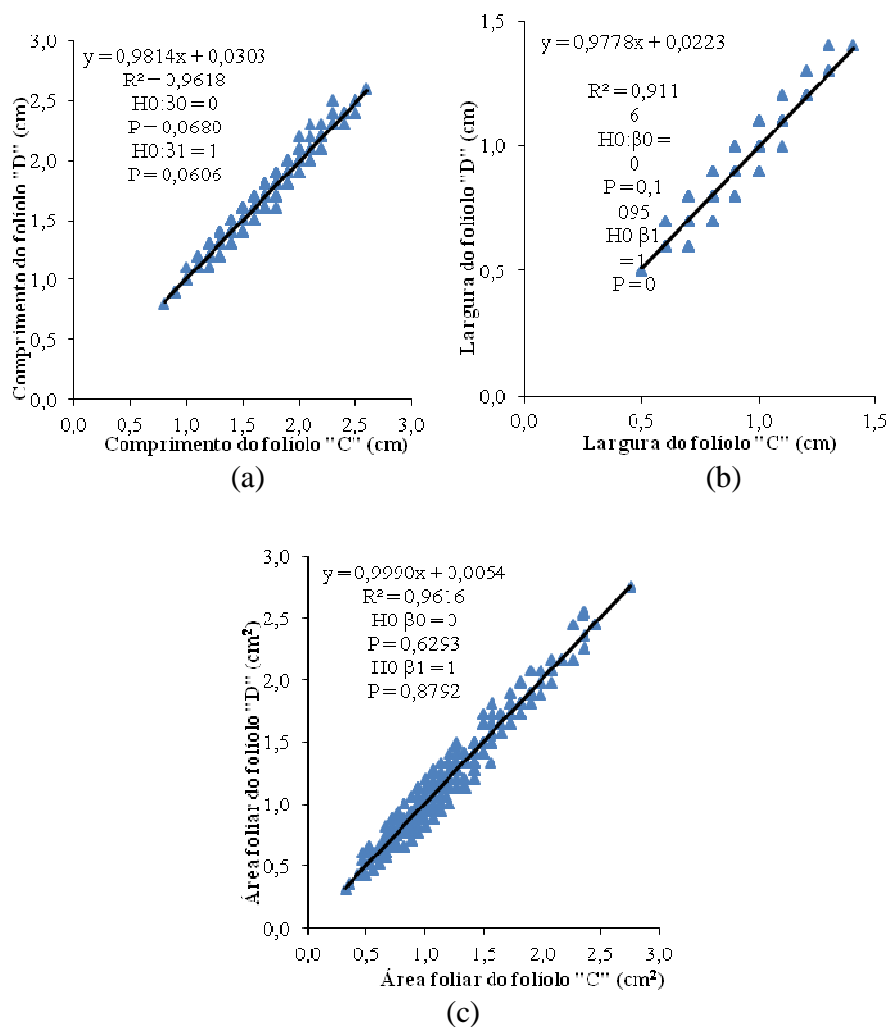 y = 0,9814x + 0,0303
R² = 0,9618
H0:β0 = 0
P = 0,0680
H0:β1 = 1
P = 0,0606
3,0
2,5
2,0
1,5
1,0
0,5
0,0
Comprimento do folíolo "D" (cm)
0,0 0,5 1,0 1,5 2,0 2,5 3,0
Comprimento do folíolo "C" (cm)
(a)
y = 0,9778x + 0,0223
R² = 0,911
6
H0:β0 =
0
P = 0,1
095
H0 β1
= 1
P = 0
1,5
1,0
0,5
0,0
Largura do folíolo "D" (cm)
0,0 0,5 1,0 1,5
Largura do folíolo "C" (cm)
(b)
y = 0,9990x + 0,0054
R² = 0,9616
H0 β0 = 0
P = 0,6293
H0 β1 = 1
P = 0,8792
3,0
2,5
2,0
1,5
1,0
0,5
0,0
Área foliar do folíolo "D" (cm²)
0,0 0,5 1,0 1,5 2,0 2,5 3,0
Área foliar do folíolo "C" (cm²)
(c)